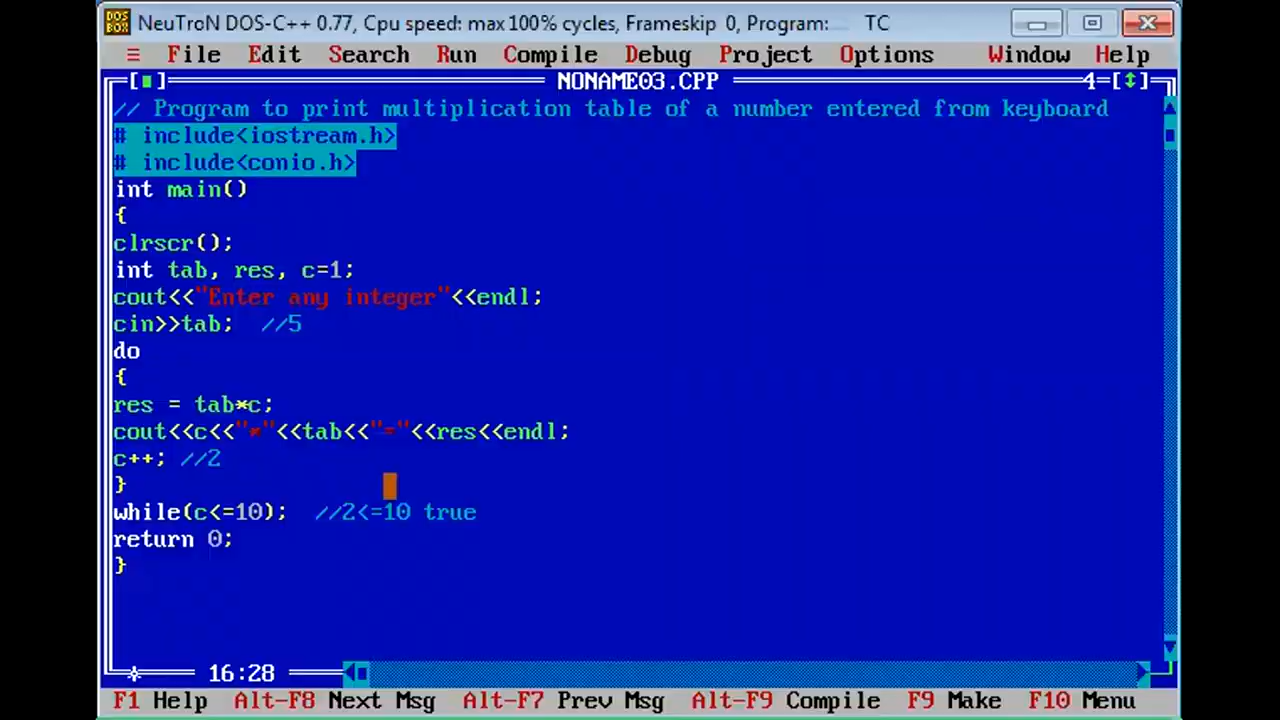 NeuTroN DOS-C++ 0.77, Cpu speed: max 100% cycles, Frameskip 0, Program: TC
≡ File Edit Search Run Compile Debug Project Options Window Help
NONAME03.CPP 4
// Program to print multiplication table of a number entered from keyboard
# include<iostream.h>
# include<conio.h>
int main()
{
clrscr();
int tab, res, c=1;
cout<<"Enter any integer"<<endl;
cin>>tab; //5
do
{
res = tab*c;
cout<<c<<"*"<<tab<<"="<<res<<endl;
c++; //2
}
while(c<=10); //2<=10 true
return 0;
}
16:28
F1 Help Alt-F8 Next Msg Alt-F7 Prev Msg Alt-F9 Compile F9 Make F10 Menu